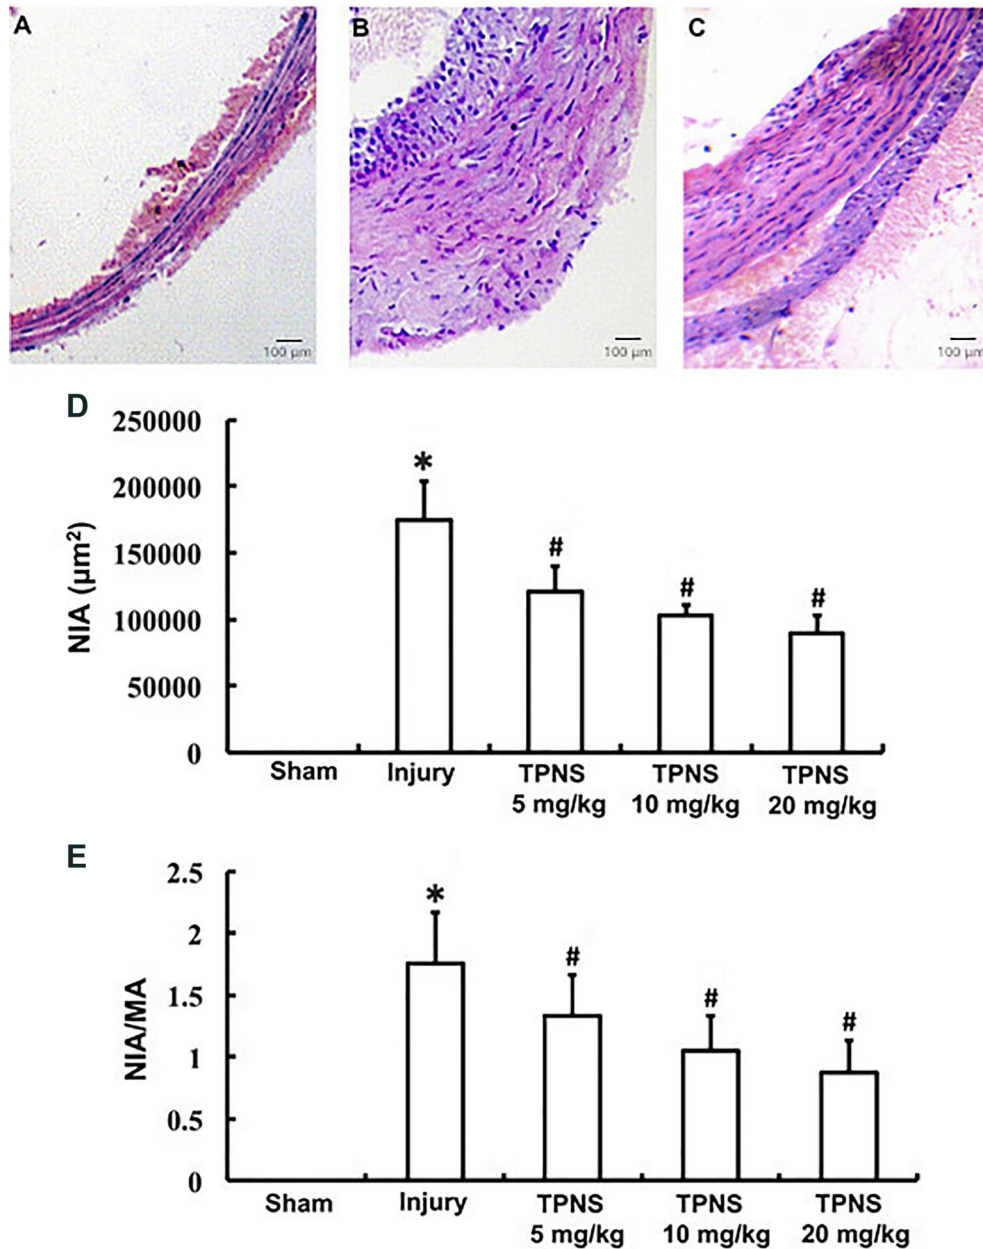 A B C
100 μm 100 μm 100 μm
D
250000
200000
150000
100000
50000
0
NIA (μm²)
*
#
#
#
Sham Injury TPNS TPNS TPNS
5 mg/kg 10 mg/kg 20 mg/kg
E
2.5
2
1.5
1
0.5
0
NIA/MA
*
#
#
#
Sham Injury TPNS TPNS TPNS
5 mg/kg 10 mg/kg 20 mg/kg